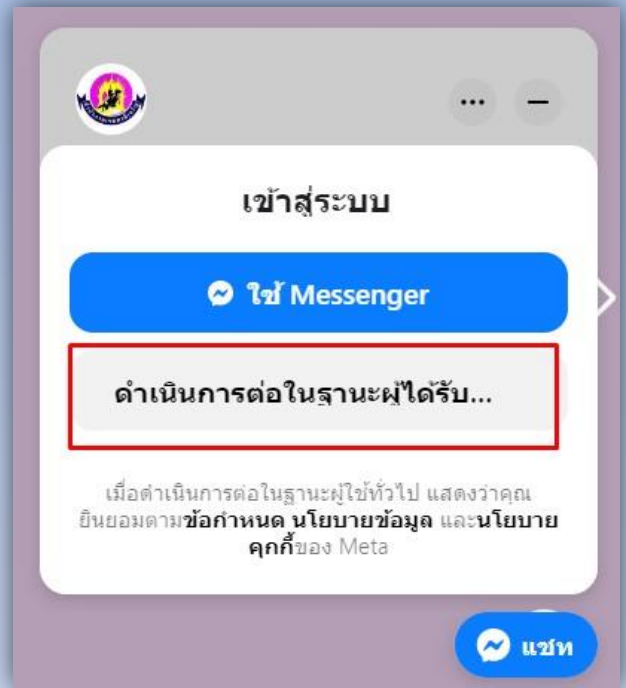 เข้าสู่ระบบ
ใช้ Messenger
ดำเนินการต่อในฐานะผู้ได้รับ...
เมื่อดำเนินการต่อในฐานะผู้ใช้ทั่วไป แสดงว่าคุณ
ยินยอมตามข้อกำหนด นโยบายข้อมูล และนโยบาย
คุกกี้ของ Meta
แชท